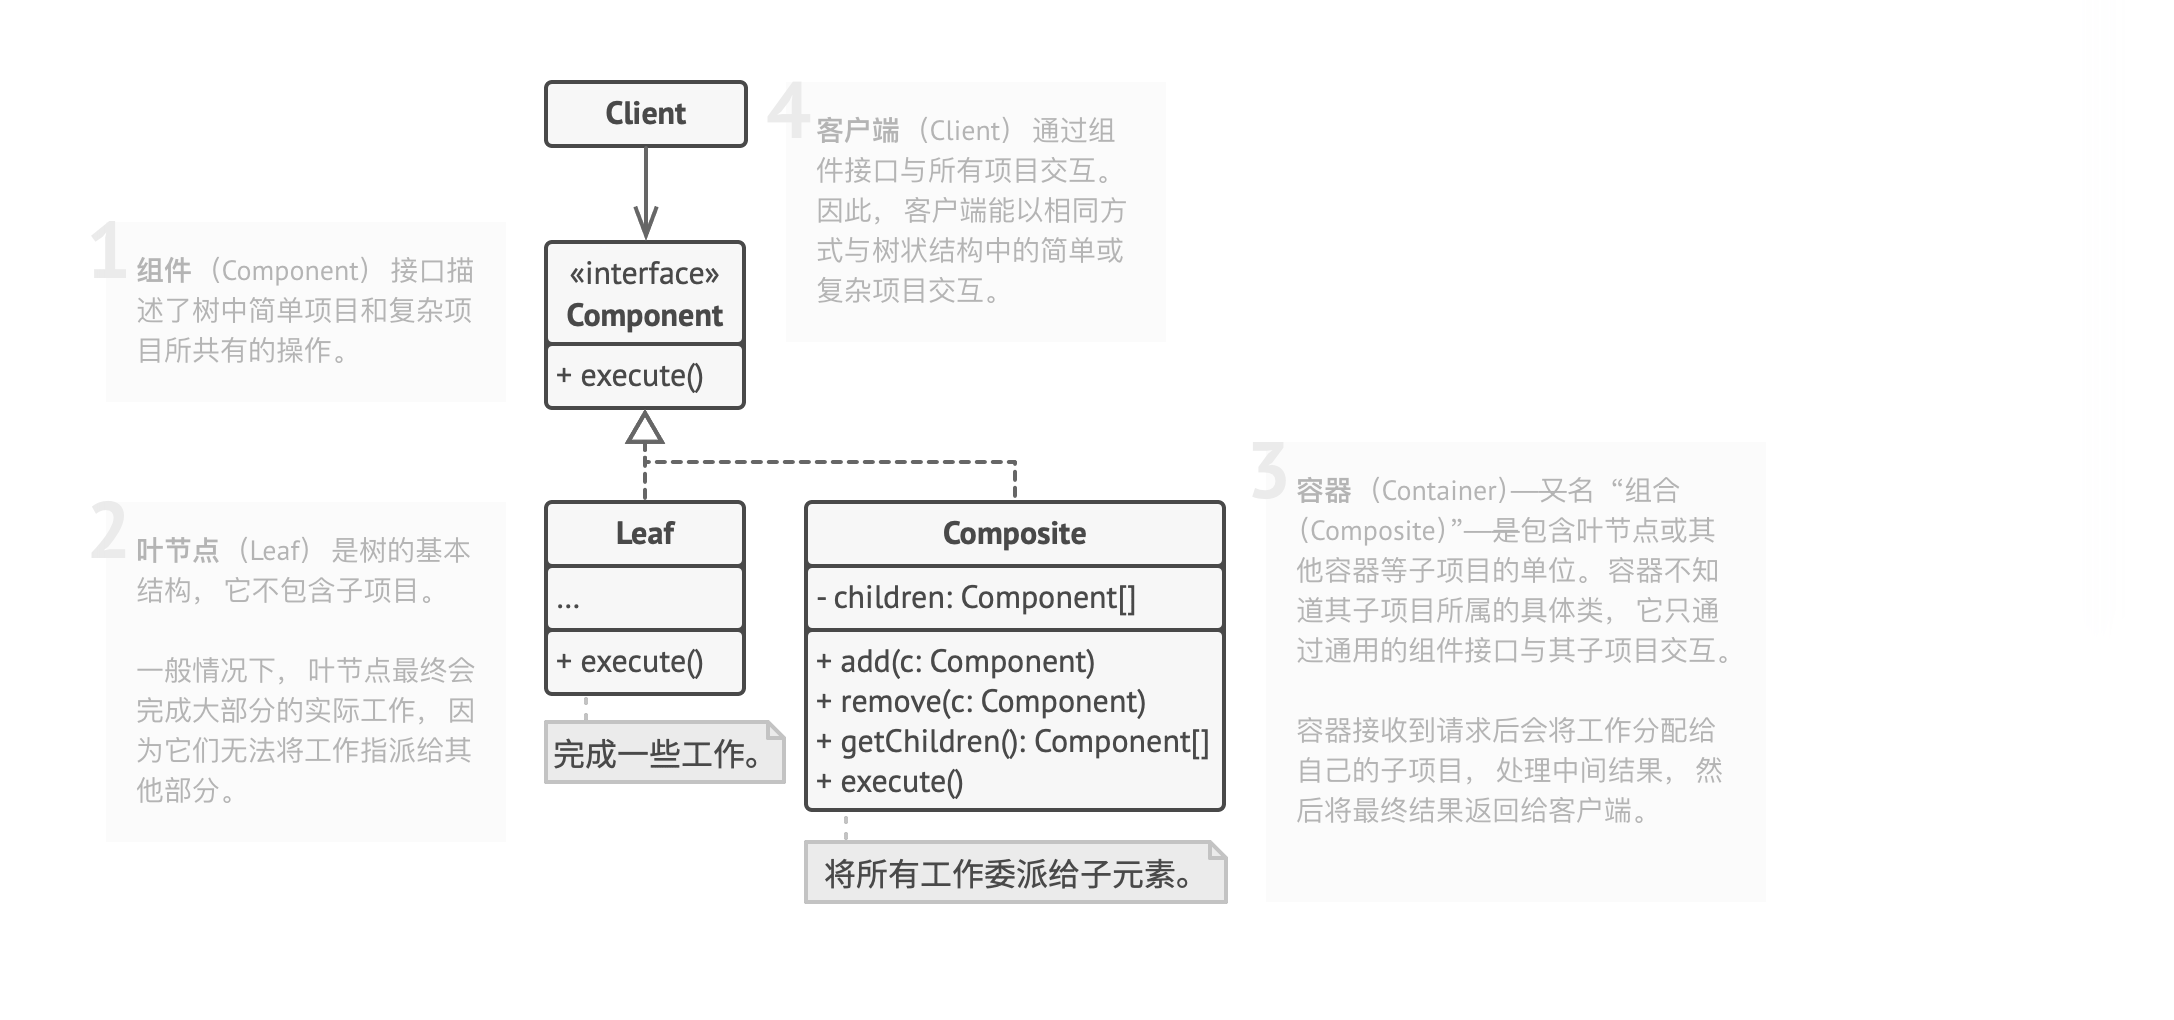 Client
4
客户端（Client） 通过组
件接口与所有项目交互。
因此， 客户端能以相同方
式与树状结构中的简单或
复杂项目交互。
1
组件（Component） 接口描
述了树中简单项目和复杂项
目所共有的操作。
«interface»
Component
+ execute()
2
叶节点（Leaf） 是树的基本
结构， 它不包含子项目。
一般情况下， 叶节点最终会
完成大部分的实际工作， 因
为它们无法将工作指派给其
他部分。
Leaf
...
+ execute()
完成一些工作。
Composite
- children: Component[]
+ add(c: Component)
+ remove(c: Component)
+ getChildren(): Component[]
+ execute()
将所有工作委派给子元素。
3
容器（Container）——又名“组合
（Composite）”——是包含叶节点或其
他容器等子项目的单位。容器不知
道其子项目所属的具体类， 它只通
过通用的组件接口与其子项目交互。
容器接收到请求后会将工作分配给
自己的子项目， 处理中间结果， 然
后将最终结果返回给客户端。